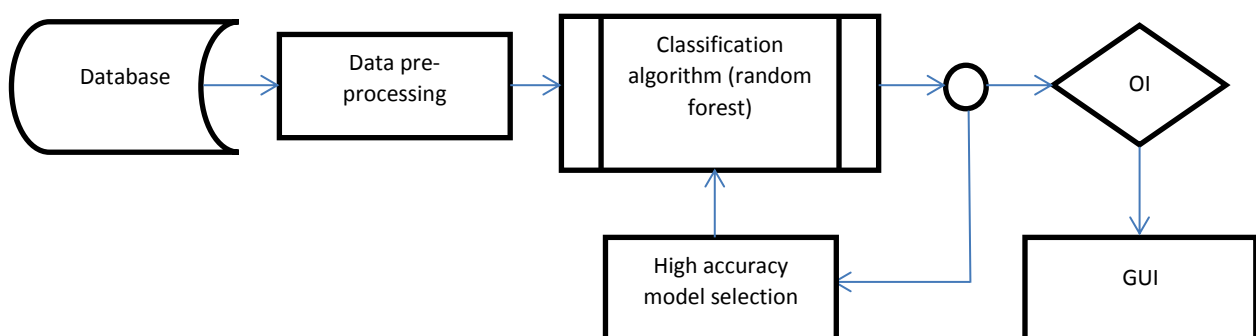 Database
Data pre-
processing
Classification
algorithm (random
forest)
OI
High accuracy
model selection
GUI